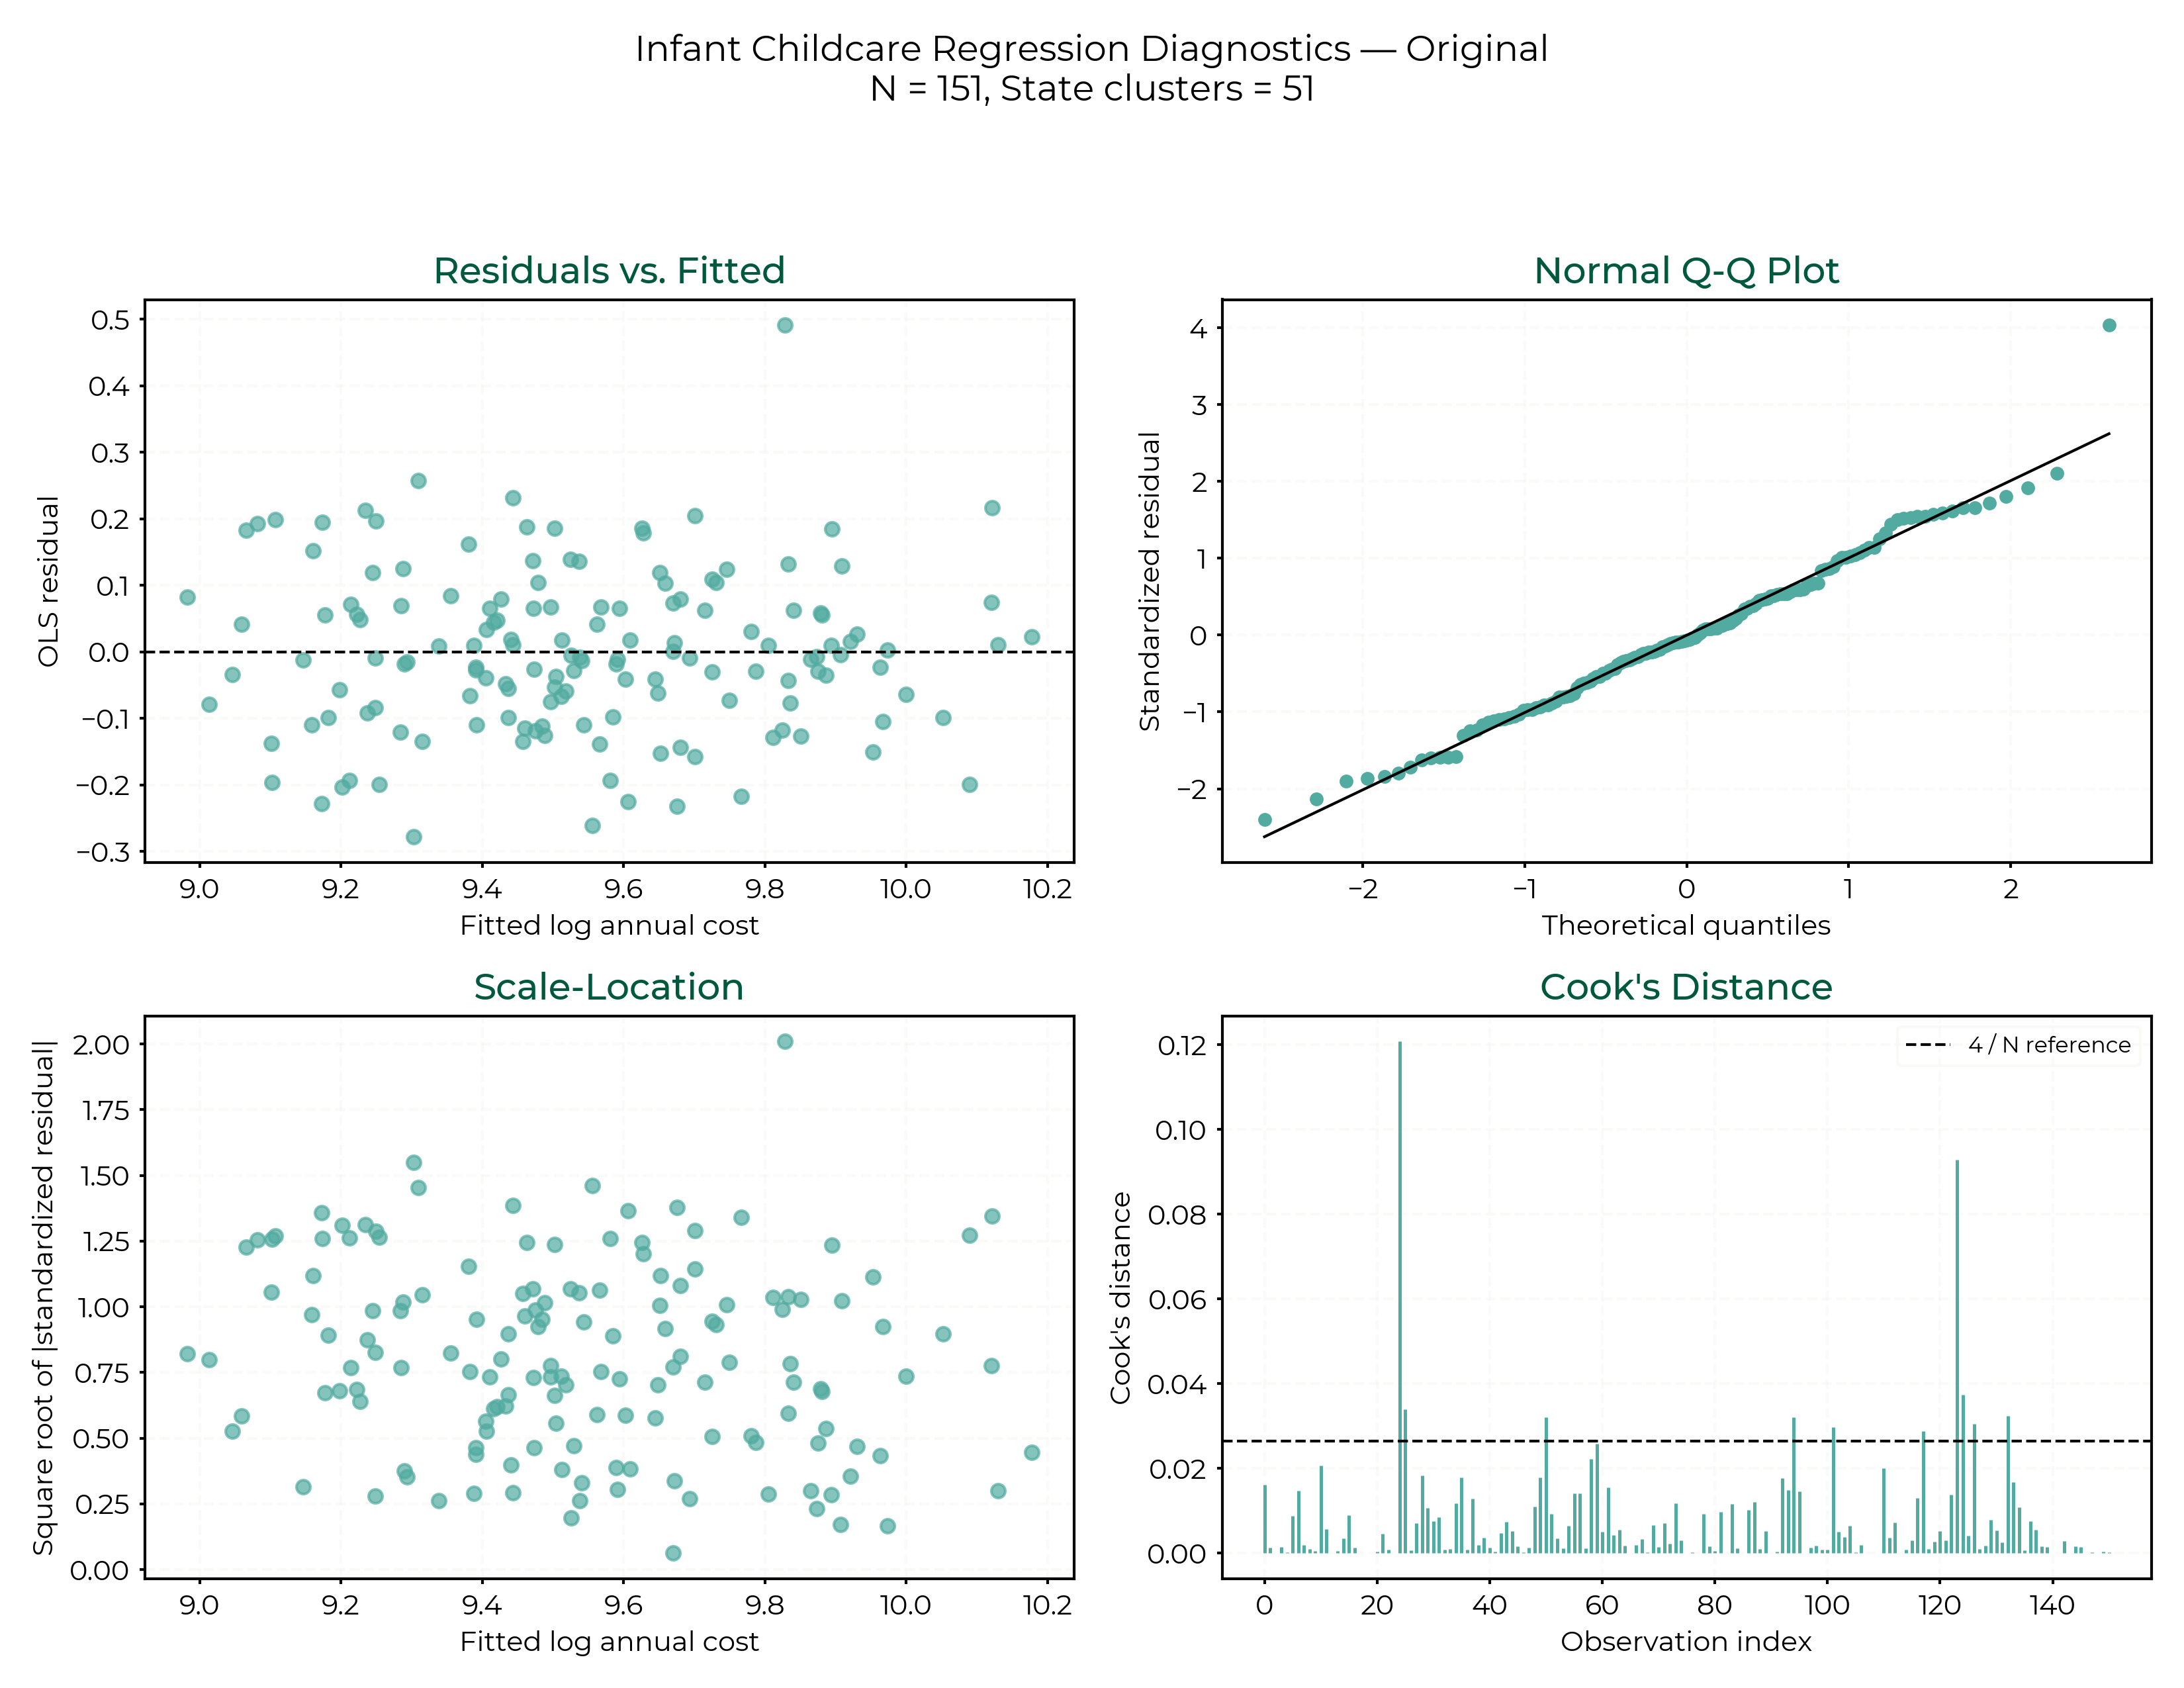 Infant Childcare Regression Diagnostics — Original
N = 151, State clusters = 51
Residuals vs. Fitted
OLS residual
0.5
0.4
0.3
0.2
0.1
0.0
−0.1
−0.2
−0.3
9.0 9.2 9.4 9.6 9.8 10.0 10.2
Fitted log annual cost
Normal Q-Q Plot
Standardized residual
4
3
2
1
0
−1
−2
−2 −1 0 1 2
Theoretical quantiles
Scale-Location
Square root of |standardized residual|
2.00
1.75
1.50
1.25
1.00
0.75
0.50
0.25
0.00
9.0 9.2 9.4 9.6 9.8 10.0 10.2
Fitted log annual cost
Cook's Distance
Cook's distance
0.12
0.10
0.08
0.06
0.04
0.02
0.00
4 / N reference
0 20 40 60 80 100 120 140
Observation index